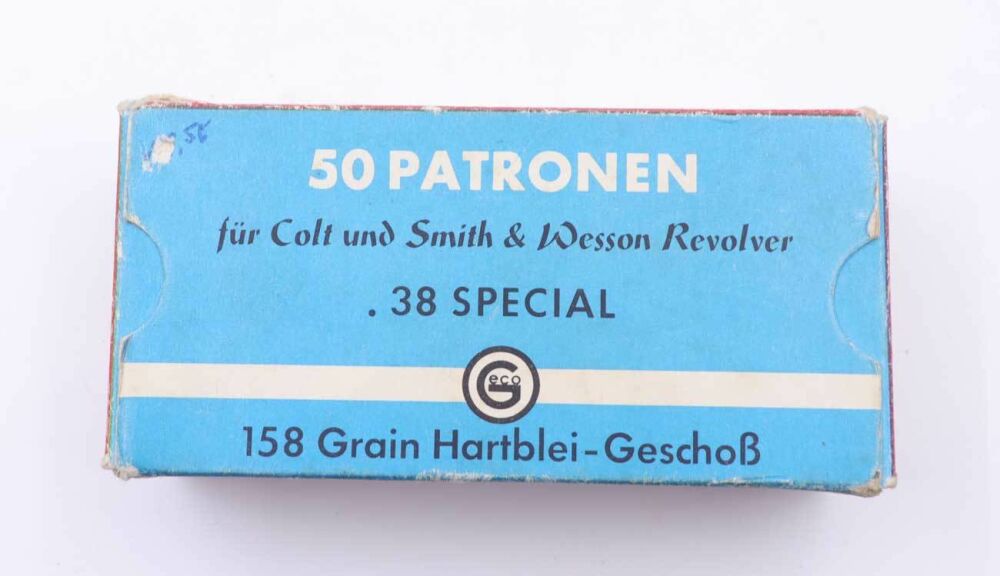 50 PATRONEN
für Colt und Smith & Wesson Revolver
.38 SPECIAL
Geco
158 Grain Hartblei-Geschoß